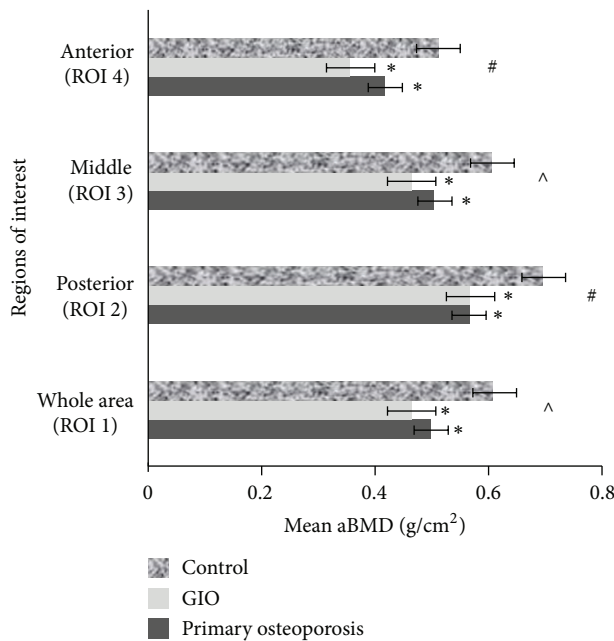 Anterior
(ROI 4)
*
#
*
Middle
(ROI 3)
*
^
*
Posterior
(ROI 2)
*
#
*
Whole area
(ROI 1)
*
^
*
Regions of interest
0 0.2 0.4 0.6 0.8
Mean aBMD (g/cm²)
Control
GIO
Primary osteoporosis